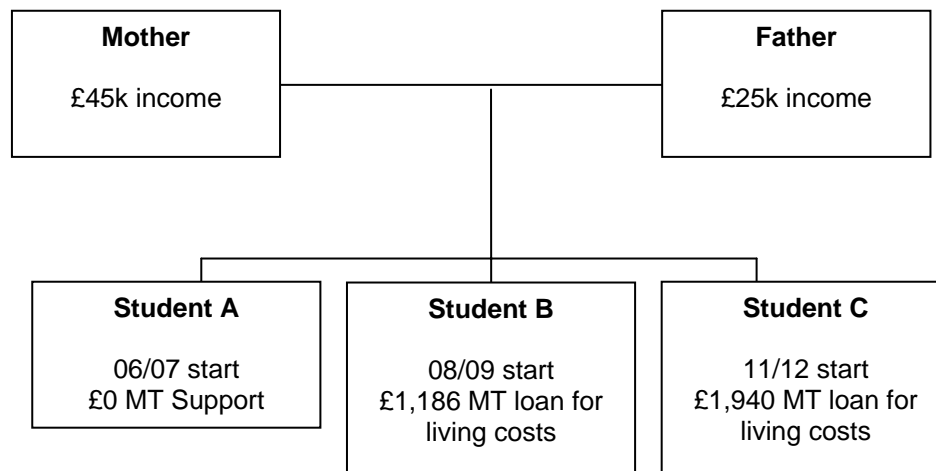 Mother
£45k income
Father
£25k income
Student A
06/07 start
£0 MT Support
Student B
08/09 start
£1,186 MT loan for
living costs
Student C
11/12 start
£1,940 MT loan for
living costs